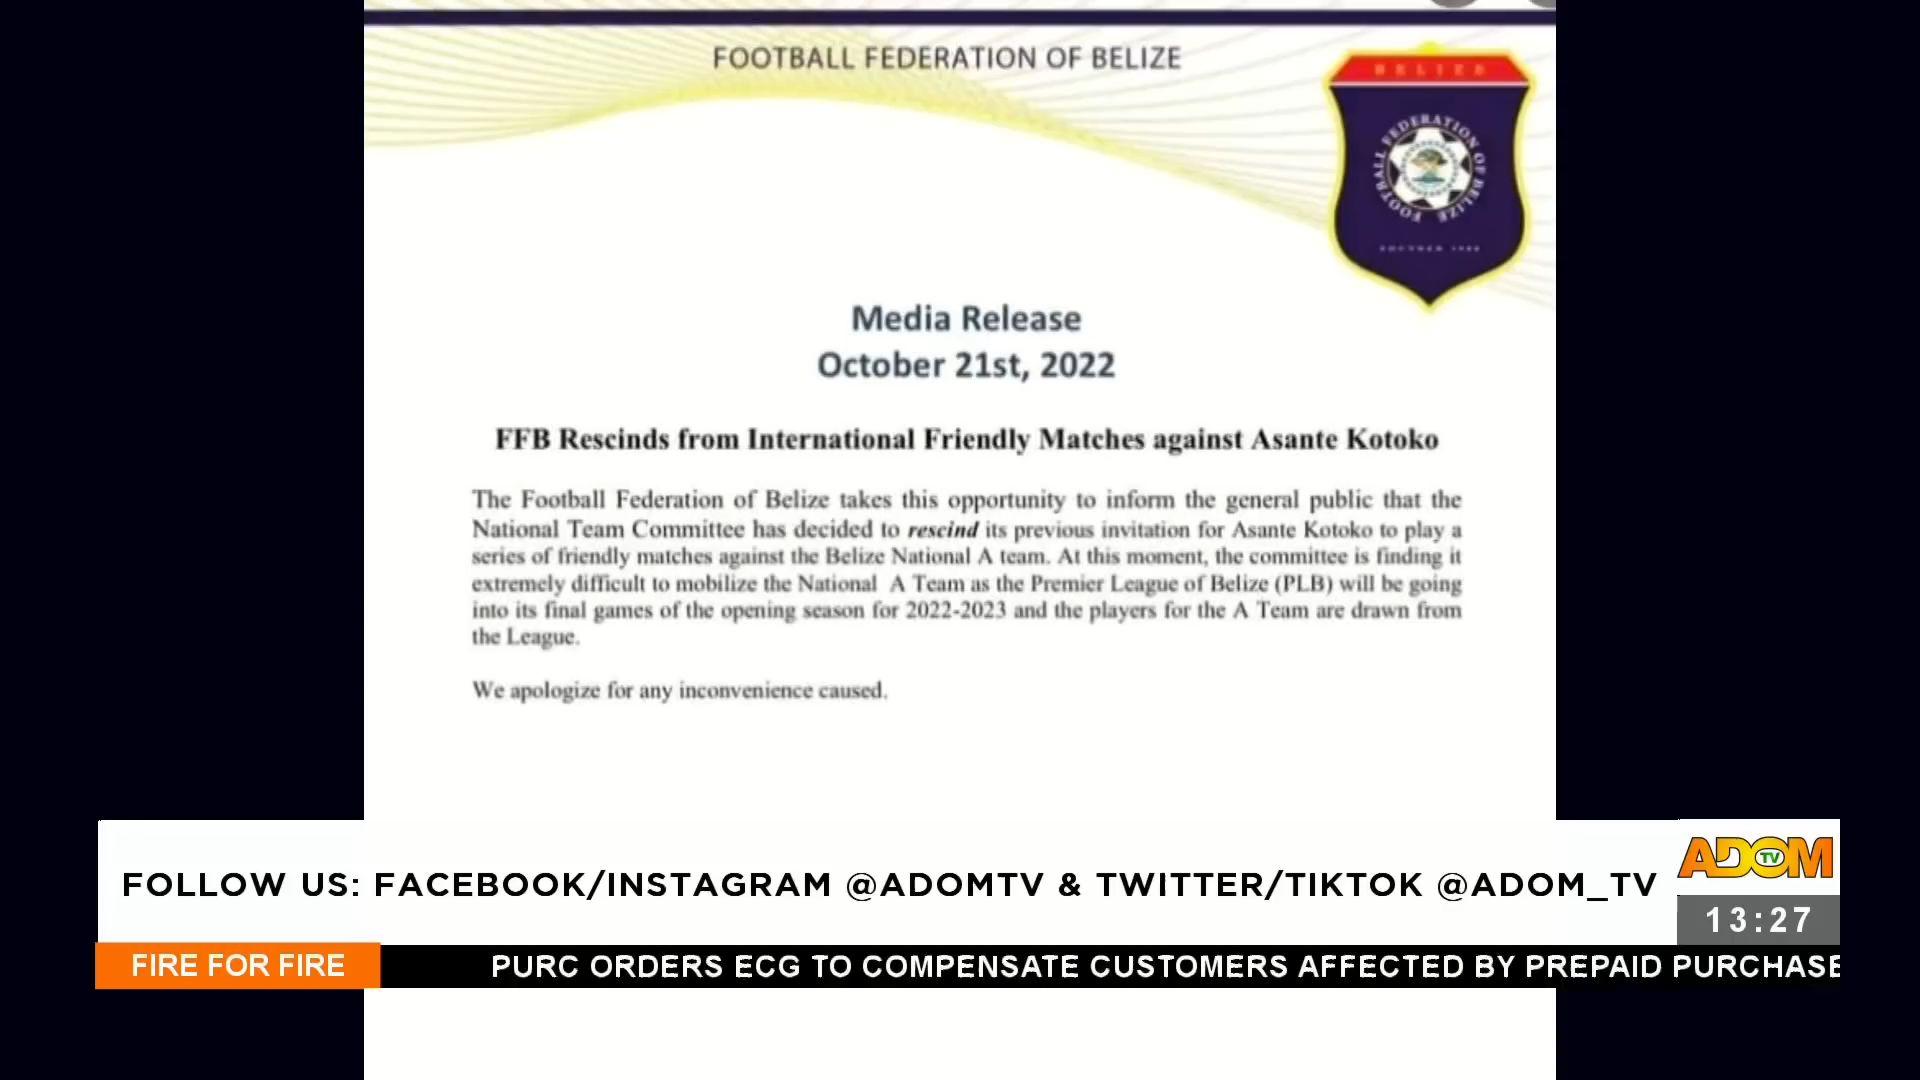 FOOTBALL FEDERATION OF BELIZE
BELIZE
FOOTBALL FEDERATION OF BELIZE
Media Release
October 21st, 2022
FFB Rescinds from International Friendly Matches against Asante Kotoko
The Football Federation of Belize takes this opportunity to inform the general public that the
National Team Committee has decided to rescind its previous invitation for Asante Kotoko to play a
series of friendly matches against the Belize National A team. At this moment, the committee is finding it
extremely difficult to mobilize the National A Team as the Premier League of Belize (PLB) will be going
into its final games of the opening season for 2022-2023 and the players for the A Team are drawn from
the League.
We apologize for any inconvenience caused.
FOLLOW US: FACEBOOK/INSTAGRAM @ADOMTV & TWITTER/TIKTOK @ADOM_TV
ADOM TV
13:27
FIRE FOR FIRE
PURC ORDERS ECG TO COMPENSATE CUSTOMERS AFFECTED BY PREPAID PURCHASE